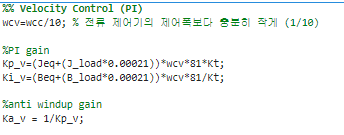 %% Velocity Control (PI)
wcv=wcc/10; % 전류 제어기의 제어폭보다 충분히 작게 (1/10)
%PI gain
Kp_v=(Jeq+(J_load*0.00021))*wcv*81*Kt;
Ki_v=(Beq+(B_load*0.00021))*wcv*81/Kt;
%anti windup gain
Ka_v = 1/Kp_v;